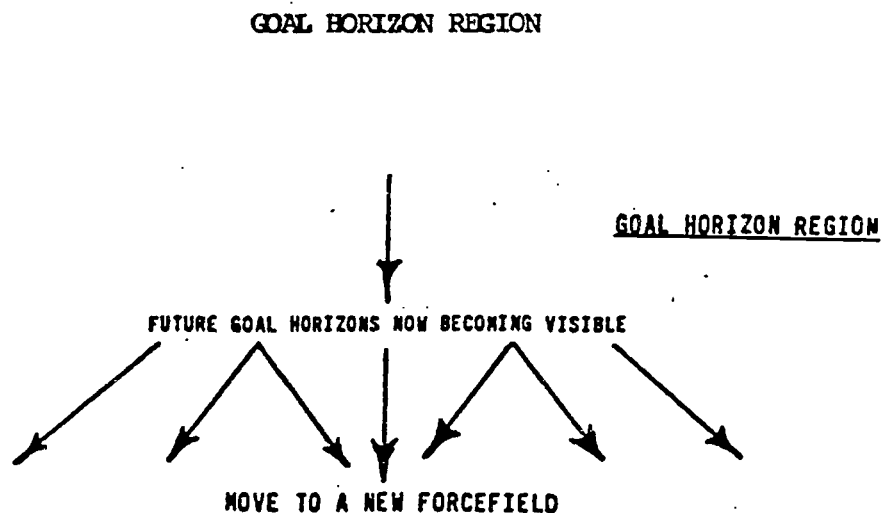 GOAL HORIZON REGION
GOAL HORIZON REGION
FUTURE GOAL HORIZONS NOW BECOMING VISIBLE
MOVE TO A NEW FORCEFIELD